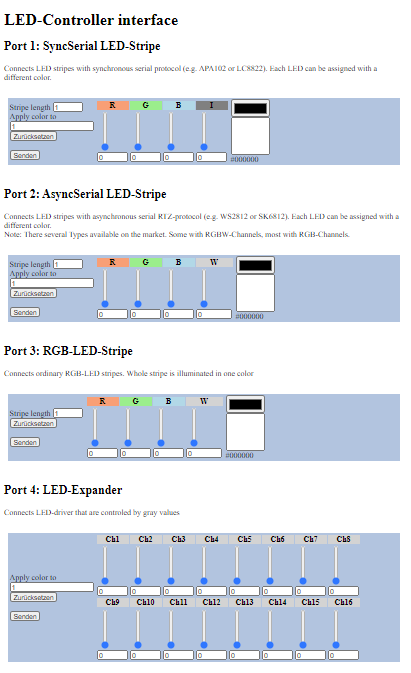 LED-Controller interface
Port 1: SyncSerial LED-Stripe
Connects LED stripes with synchronous serial protocol (e.g. APA102 or LC8822). Each LED can be assigned with a
different color.
Stripe length 1
Apply color to
1
Zurücksetzen
Senden
R G B I
0 0 0 0
#000000
Port 2: AsyncSerial LED-Stripe
Connects LED stripes with asynchronous serial RTZ-protocol (e.g. WS2812 or SK6812). Each LED can be assigned with a
different color.
Note: There several Types available on the market. Some with RGBW-Channels, most with RGB-Channels.
Stripe length 1
Apply color to
1
Zurücksetzen
Senden
R G B W
0 0 0 0
#000000
Port 3: RGB-LED-Stripe
Connects ordinary RGB-LED stripes. Whole stripe is illuminated in one color
Stripe length 1
Zurücksetzen
Senden
R G B W
0 0 0 0
#000000
Port 4: LED-Expander
Connects LED-driver that are controled by gray values
Apply color to
1
Zurücksetzen
Senden
Ch1 Ch2 Ch3 Ch4 Ch5 Ch6 Ch7 Ch8
0 0 0 0 0 0 0 0
Ch9 Ch10 Ch11 Ch12 Ch13 Ch14 Ch15 Ch16
0 0 0 0 0 0 0 0